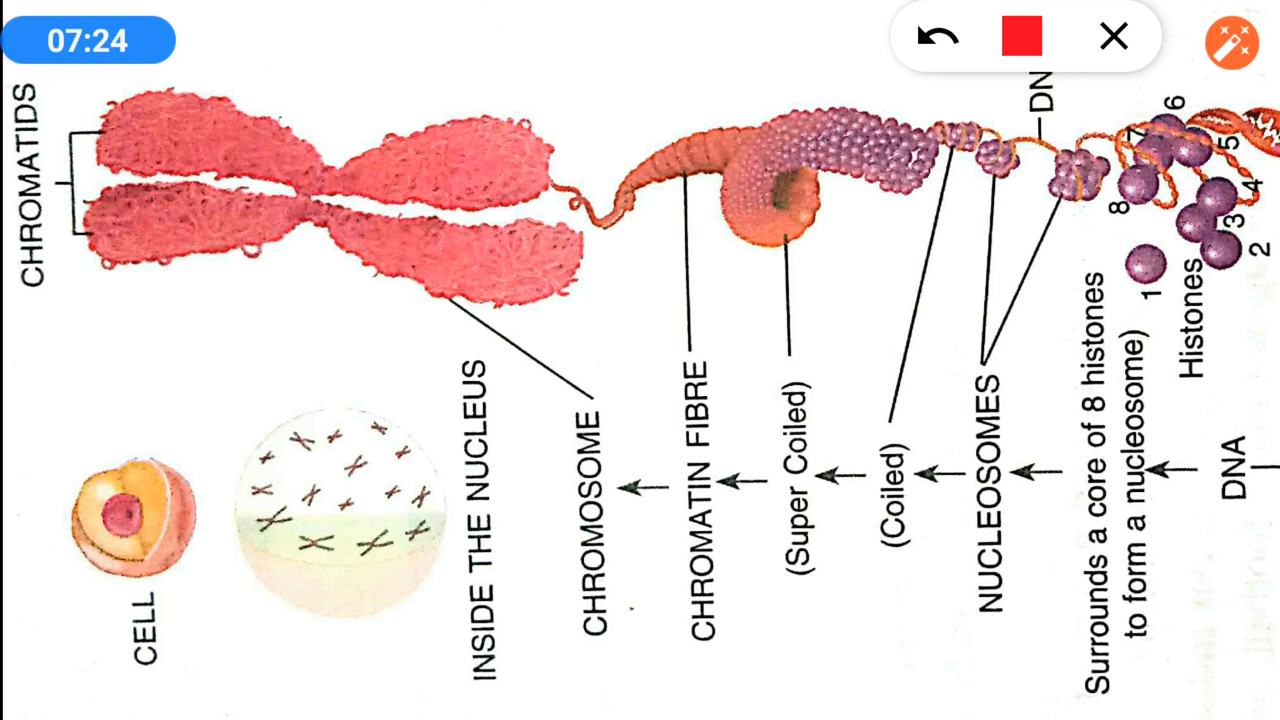 07:24
CHROMATIDS
CELL
INSIDE THE NUCLEUS
CHROMOSOME
CHROMATIN FIBRE
(Super Coiled)
(Coiled)
NUCLEOSOMES
DN
Surrounds a core of 8 histones
to form a nucleosome)
Histones
1
2
3
4
5
6
7
8
DNA